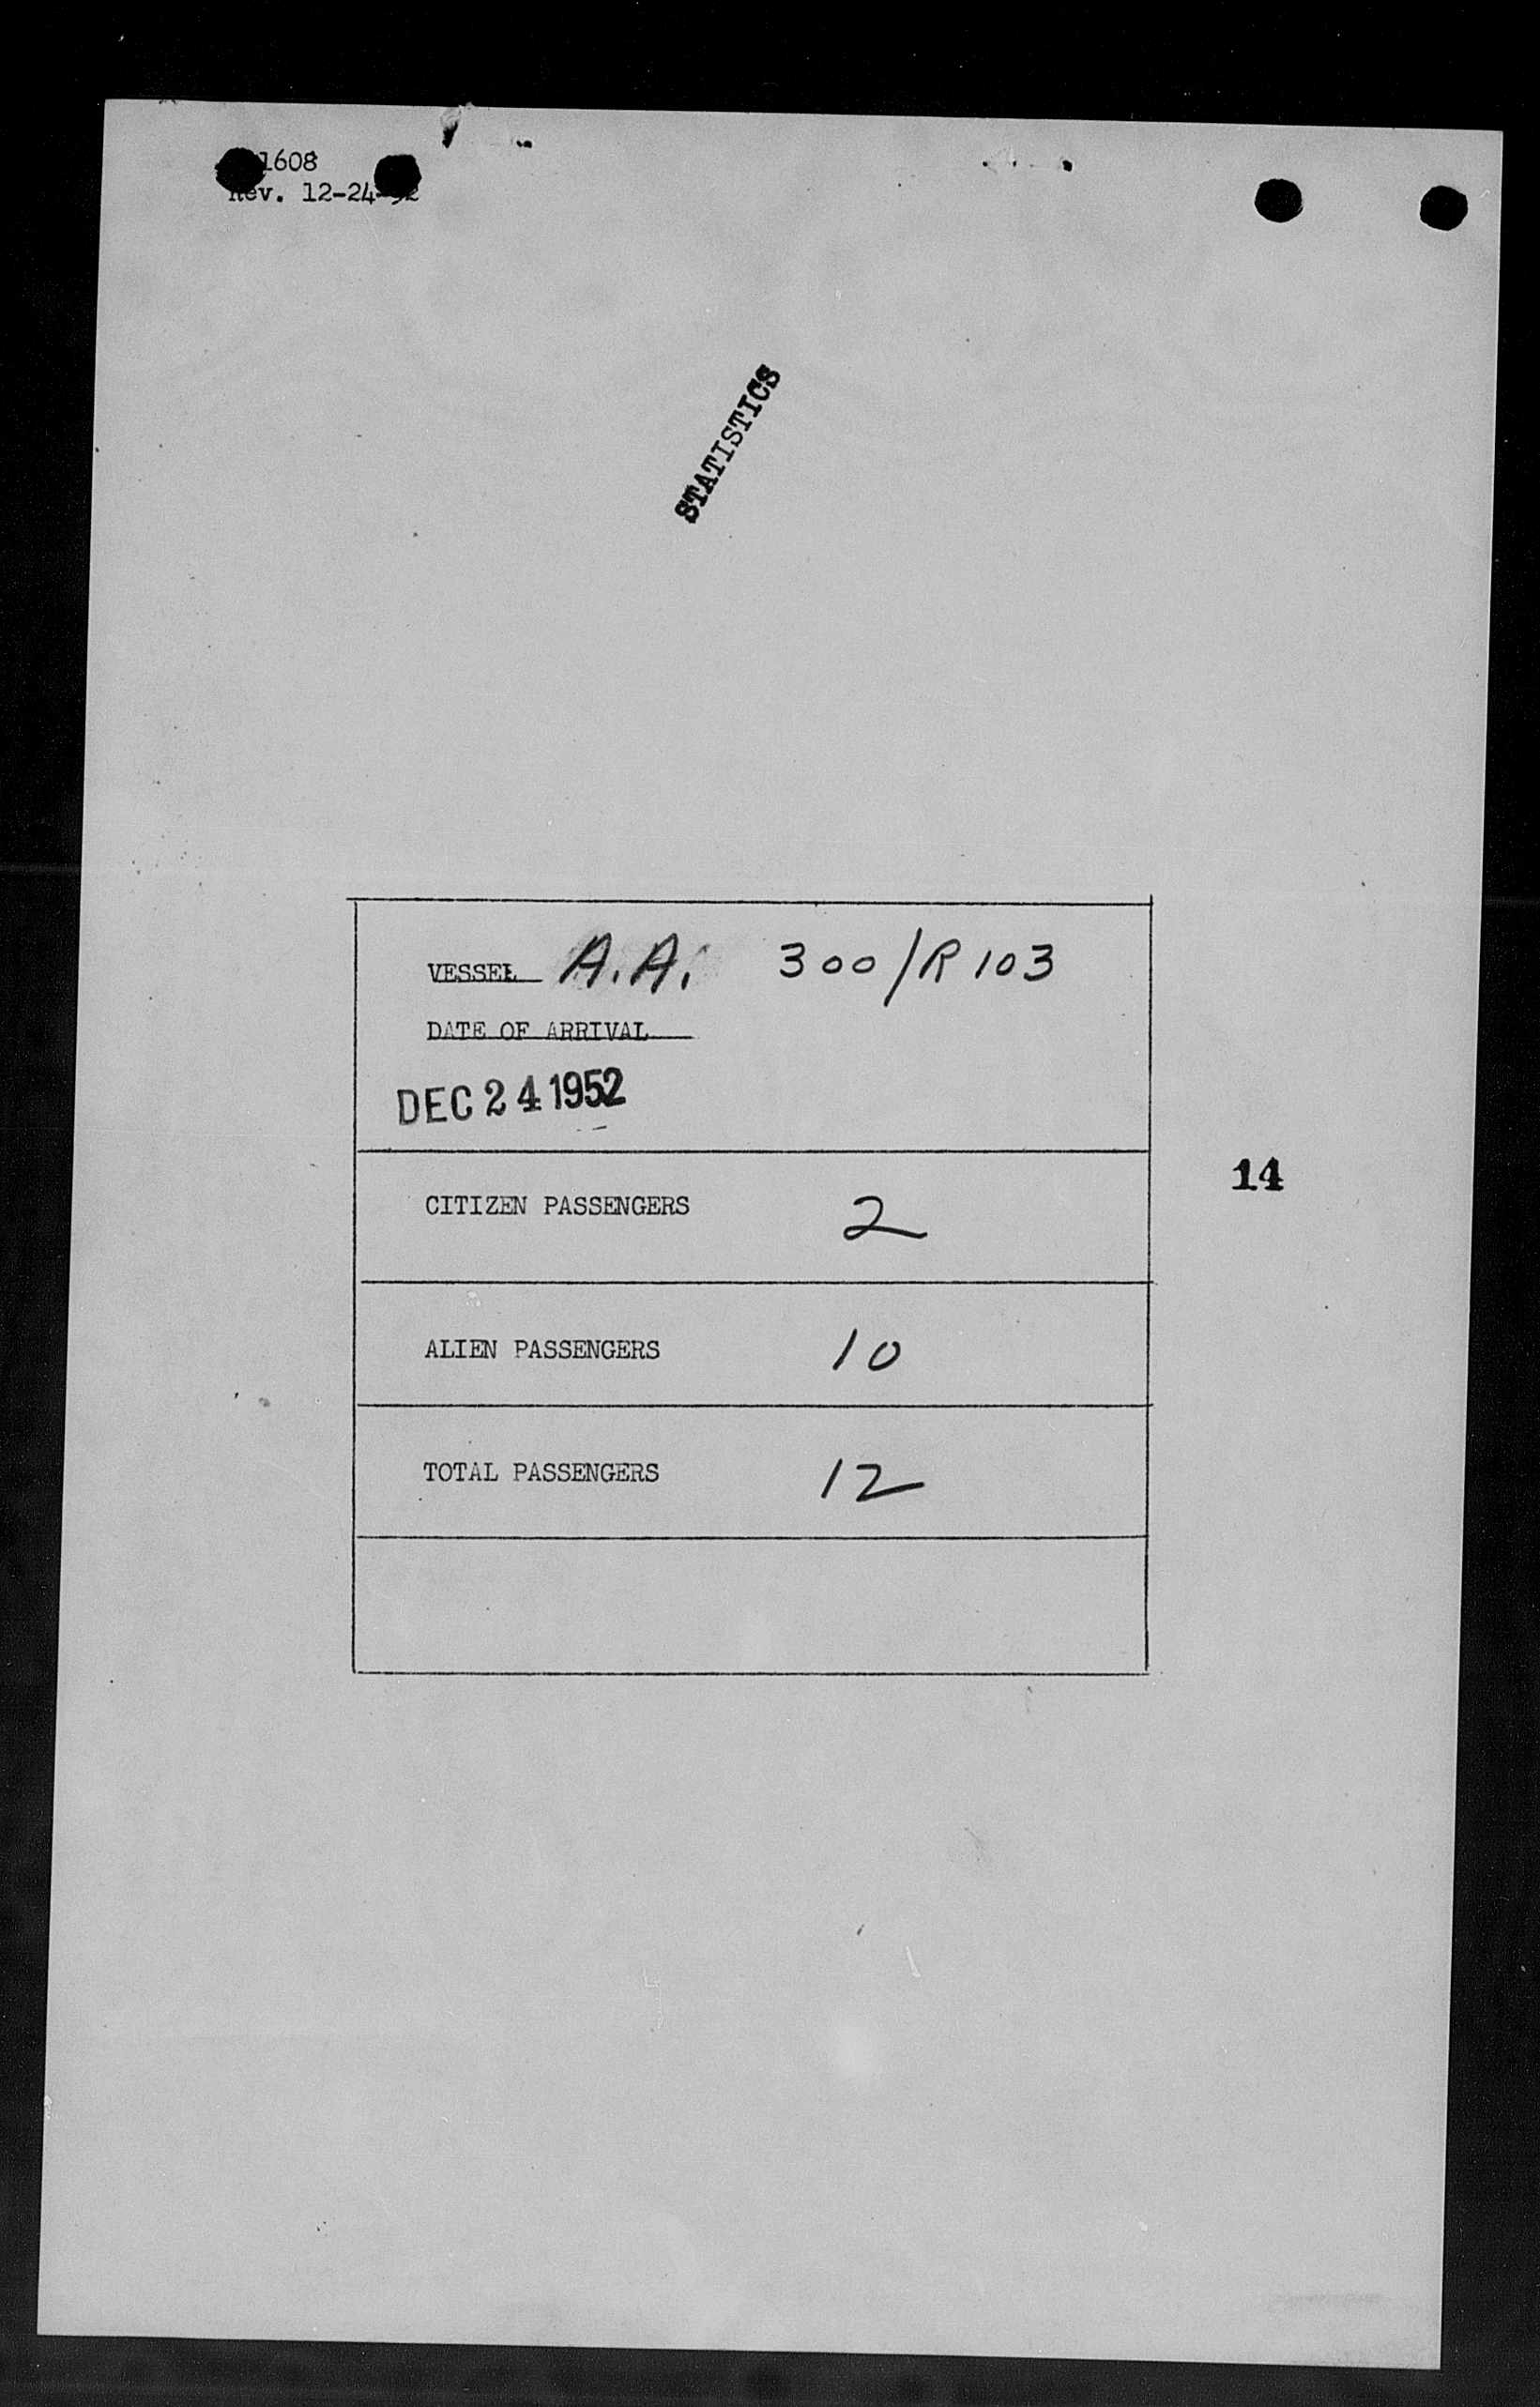 1608
Rev. 12-24-52
STATISTICS
VESSEL A.A. 300/R103
DATE OF ARRIVAL
DEC 24 1952
14
CITIZEN PASSENGERS 2
ALIEN PASSENGERS 10
TOTAL PASSENGERS 12